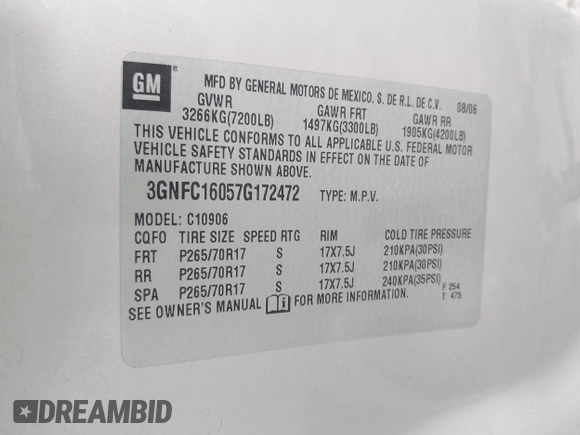 GM ®
MFD BY GENERAL MOTORS DE MEXICO, S. DE R.L. DE C.V. 08/06
GVWR GAWR FRT GAWR RR
3266KG(7200LB) 1497KG(3300LB) 1905KG(4200LB)
THIS VEHICLE CONFORMS TO ALL APPLICABLE U.S. FEDERAL MOTOR
VEHICLE SAFETY STANDARDS IN EFFECT ON THE DATE OF
MANUFACTURE SHOWN ABOVE.
3GNFC16057G172472 TYPE: M.P.V.
MODEL: C10906
CQFO TIRE SIZE SPEED RTG RIM COLD TIRE PRESSURE
FRT P265/70R17 S 17X7.5J 210KPA(30PSI)
RR P265/70R17 S 17X7.5J 210KPA(30PSI)
SPA P265/70R17 S 17X7.5J 240KPA(35PSI)
SEE OWNER'S MANUAL i FOR MORE INFORMATION.
F 254
T 475
DREAMBID